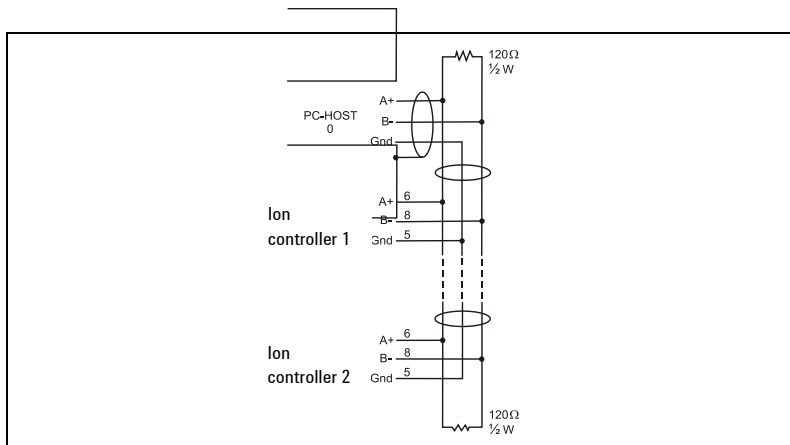 120Ω
½ W
A+
PC-HOST
0
B-
Gnd
A+ 6
Ion
controller 1
B- 8
Gnd 5
A+ 6
Ion
controller 2
B- 8
Gnd 5
120Ω
½ W